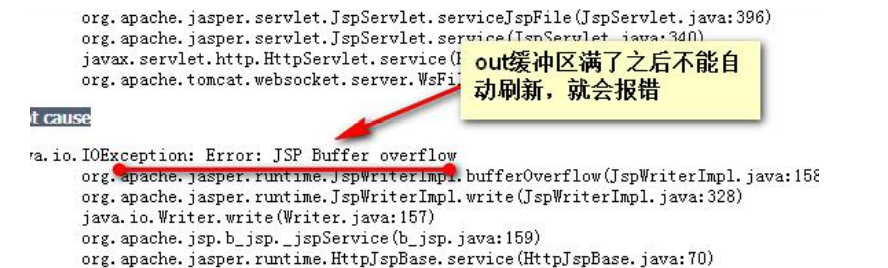 org.apache.jasper.servlet.JspServlet.serviceJspFile(JspServlet.java:396)
org.apache.jasper.servlet.JspServlet.service(JspServlet.java:340)
javax.servlet.http.HttpServlet.service(
org.apache.tomcat.websocket.server.WsFi
out缓冲区满了之后不能自
动刷新，就会报错
t cause
va.io.IOException: Error: JSP Buffer overflow
org.apache.jasper.runtime.JspWriterImpl.bufferOverflow(JspWriterImpl.java:158
org.apache.jasper.runtime.JspWriterImpl.write(JspWriterImpl.java:328)
java.io.Writer.write(Writer.java:157)
org.apache.jsp.b_jsp._jspService(b_jsp.java:159)
org.apache.jasper.runtime.HttpJspBase.service(HttpJspBase.java:70)